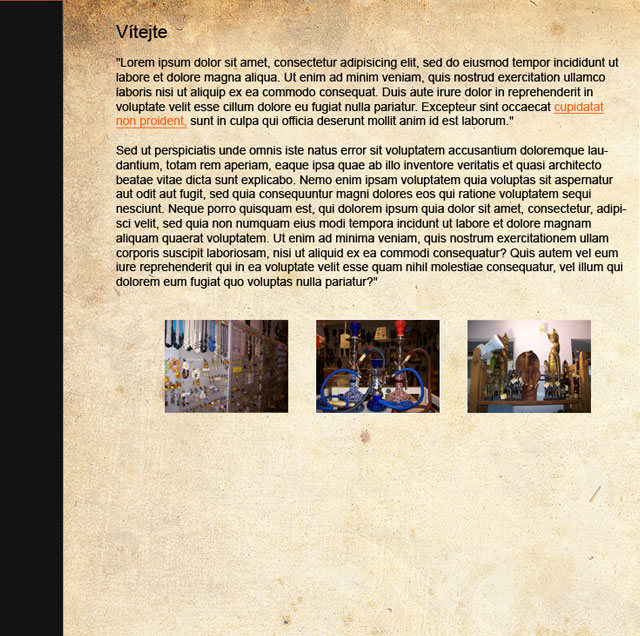 Vítejte
"Lorem ipsum dolor sit amet, consectetur adipisicing elit, sed do eiusmod tempor incididunt ut
labore et dolore magna aliqua. Ut enim ad minim veniam, quis nostrud exercitation ullamco
laboris nisi ut aliquip ex ea commodo consequat. Duis aute irure dolor in reprehenderit in
voluptate velit esse cillum dolore eu fugiat nulla pariatur. Excepteur sint occaecat cupidatat
non proident, sunt in culpa qui officia deserunt mollit anim id est laborum."
Sed ut perspiciatis unde omnis iste natus error sit voluptatem accusantium doloremque lau-
dantium, totam rem aperiam, eaque ipsa quae ab illo inventore veritatis et quasi architecto
beatae vitae dicta sunt explicabo. Nemo enim ipsam voluptatem quia voluptas sit aspernatur
aut odit aut fugit, sed quia consequuntur magni dolores eos qui ratione voluptatem sequi
nesciunt. Neque porro quisquam est, qui dolorem ipsum quia dolor sit amet, consectetur, adipi-
sci velit, sed quia non numquam eius modi tempora incidunt ut labore et dolore magnam
aliquam quaerat voluptatem. Ut enim ad minima veniam, quis nostrum exercitationem ullam
corporis suscipit laboriosam, nisi ut aliquid ex ea commodi consequatur? Quis autem vel eum
iure reprehenderit qui in ea voluptate velit esse quam nihil molestiae consequatur, vel illum qui
dolorem eum fugiat quo voluptas nulla pariatur?"